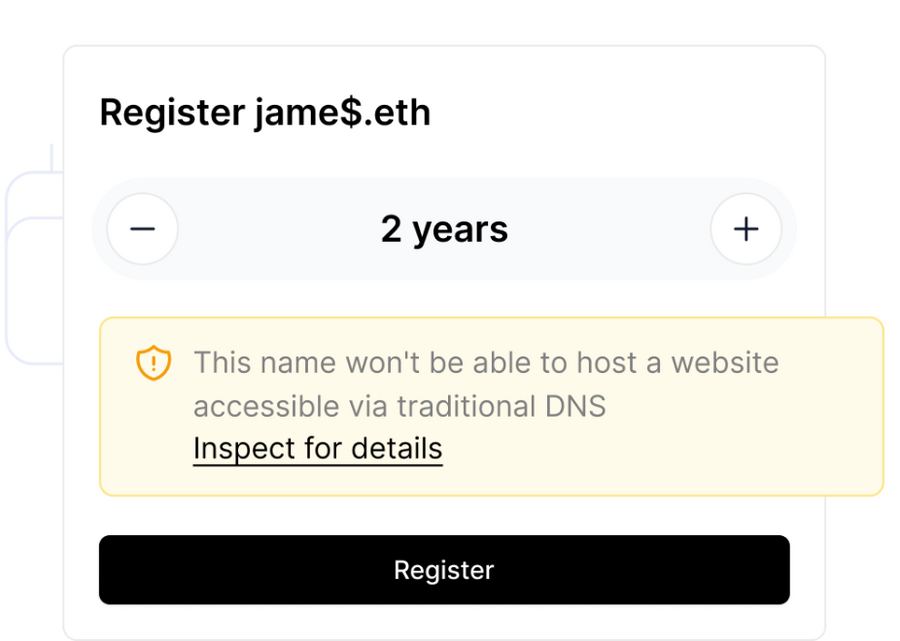 Register jame$.eth
2 years
This name won't be able to host a website
accessible via traditional DNS
Inspect for details
Register